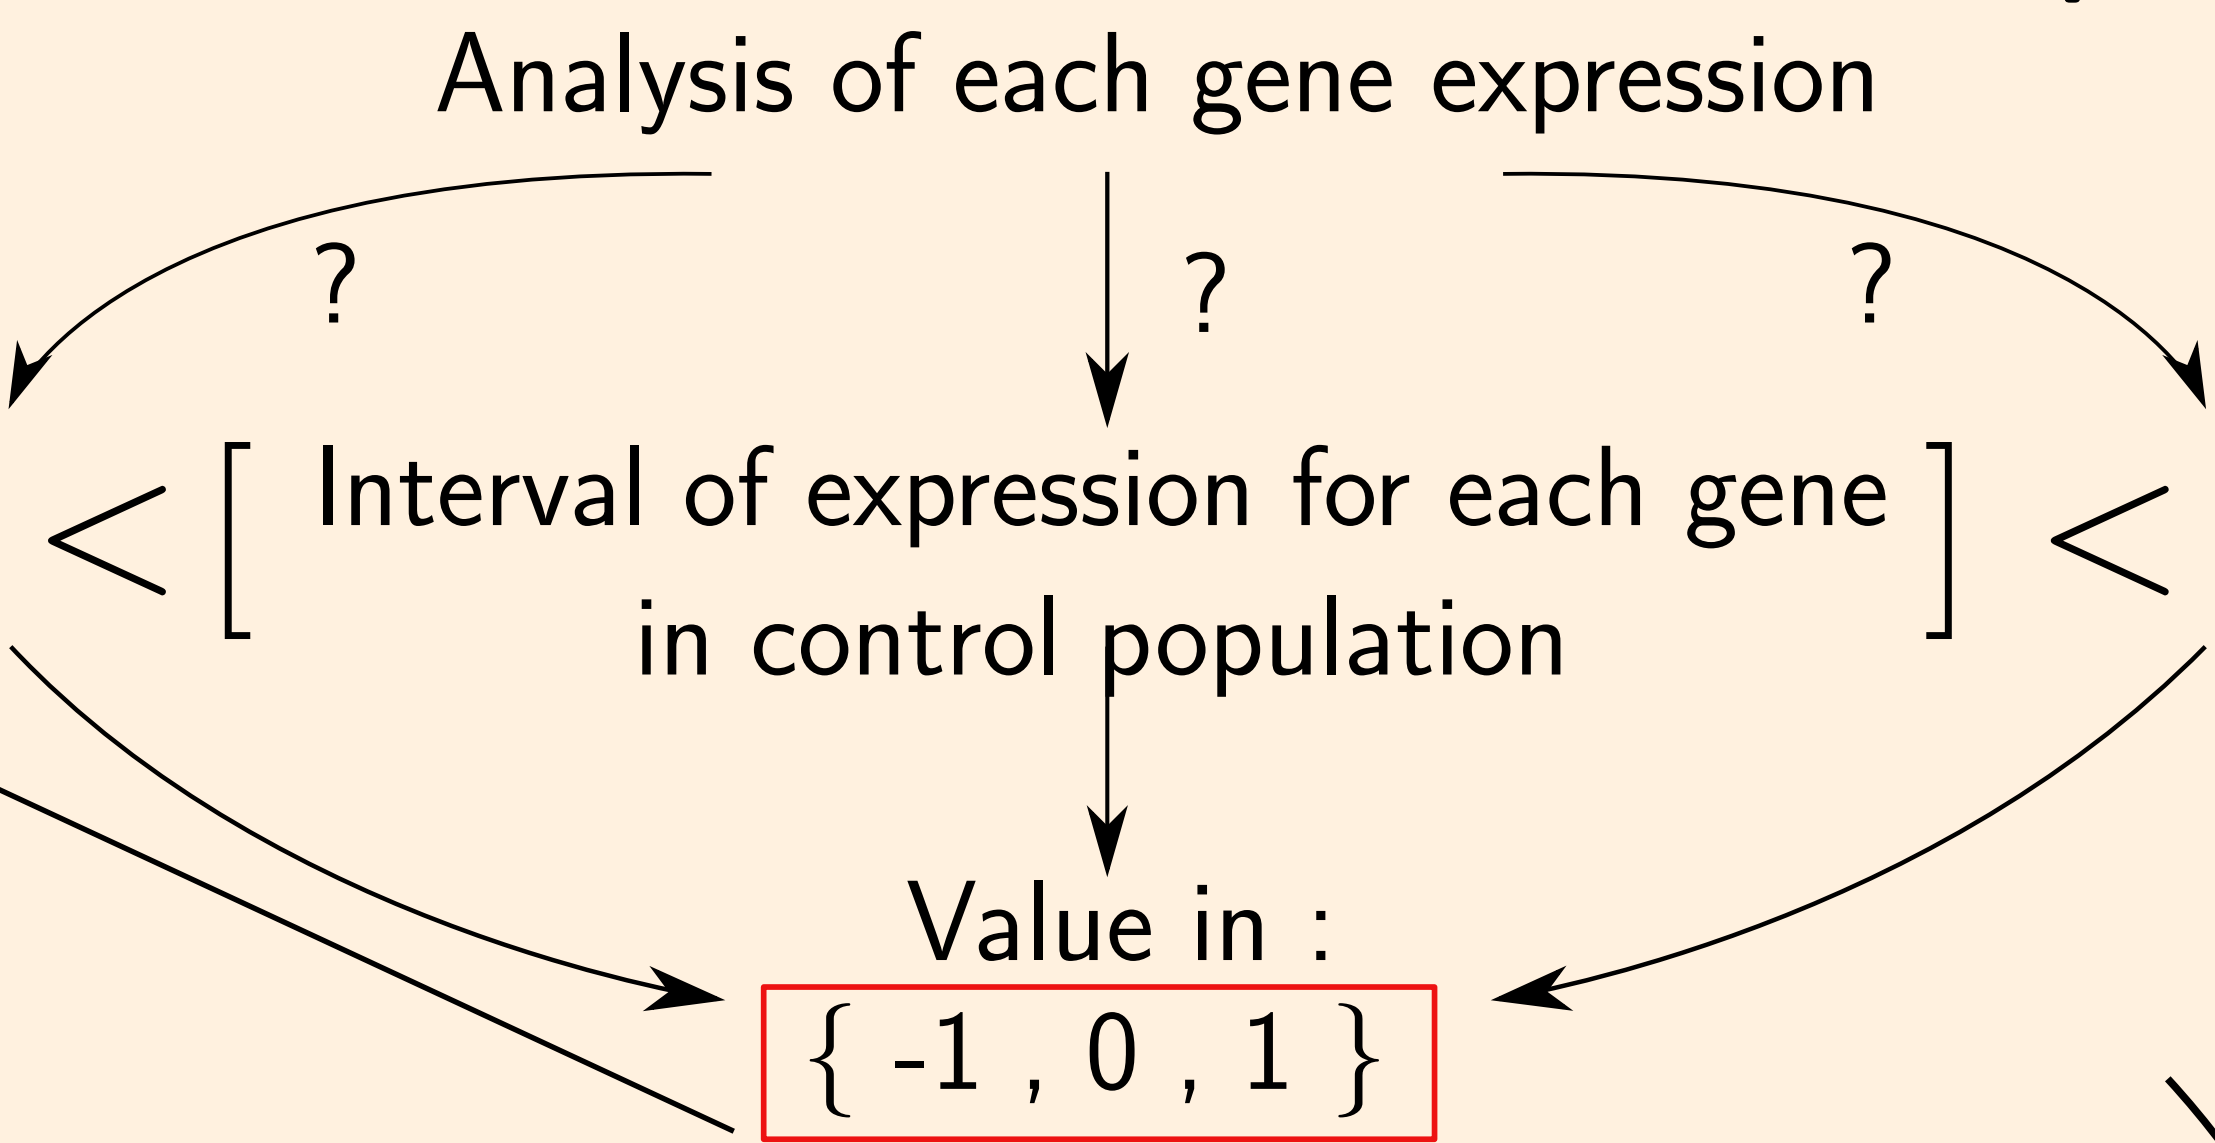 Analysis of each gene expression
? ? ?
< [ Interval of expression for each gene ] <
in control population
Value in :
{ -1 , 0 , 1 }